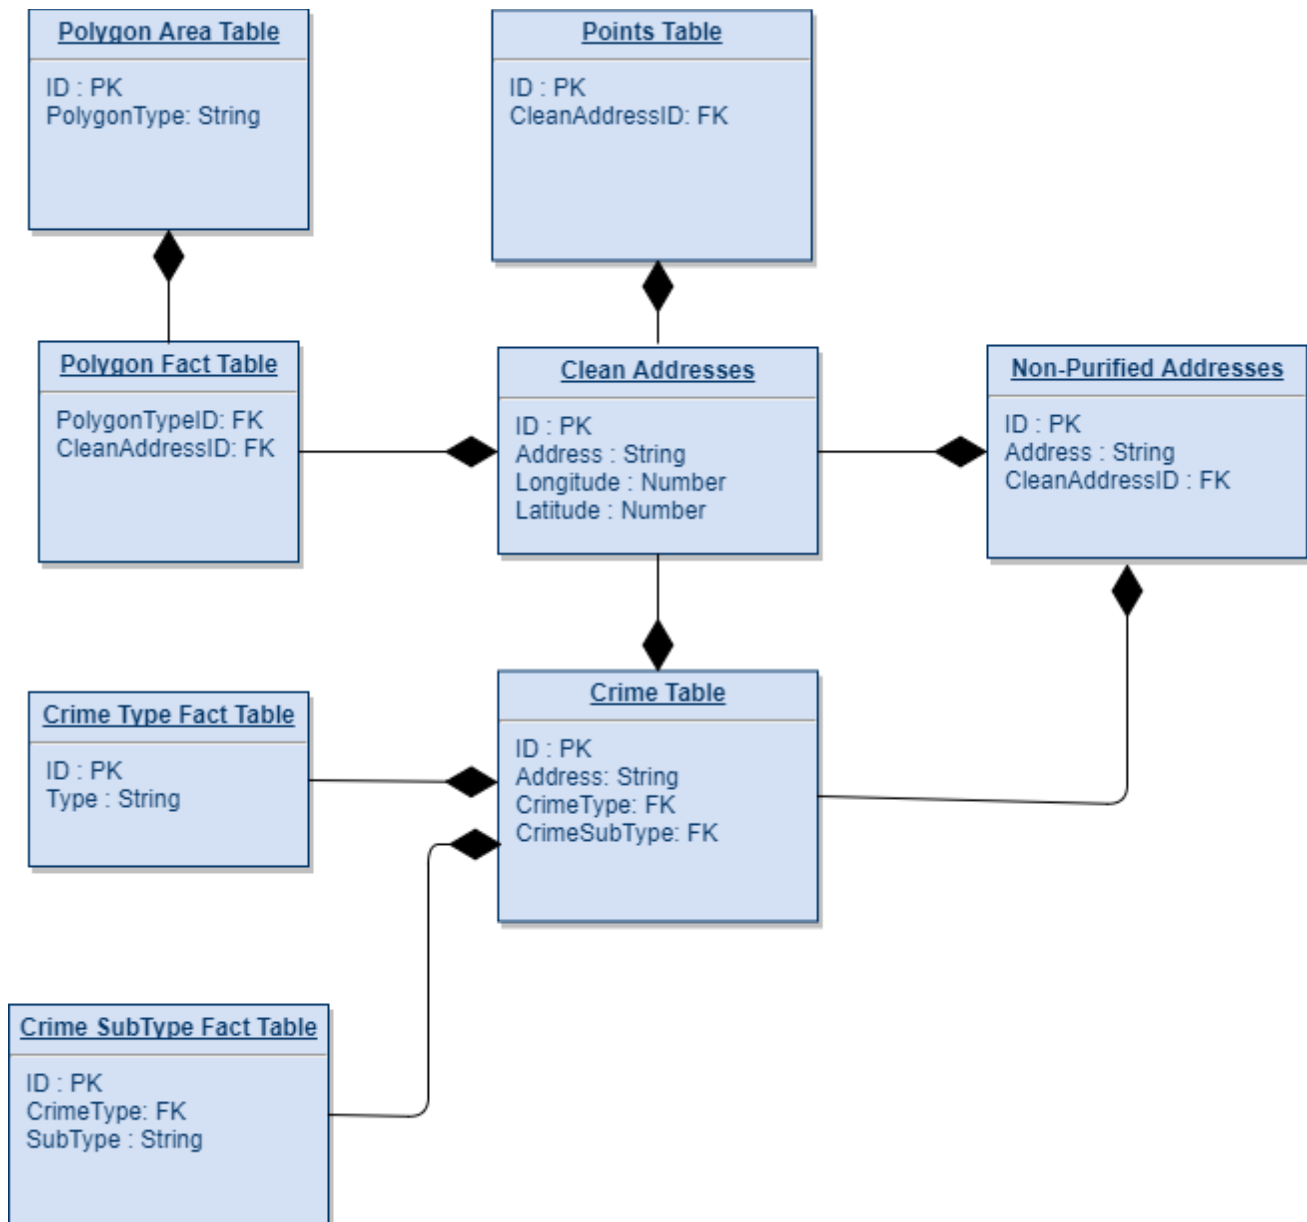 Polygon Area Table
ID : PK
PolygonType: String
Points Table
ID : PK
CleanAddressID: FK
Polygon Fact Table
PolygonTypeID: FK
CleanAddressID: FK
Clean Addresses
ID : PK
Address : String
Longitude : Number
Latitude : Number
Non-Purified Addresses
ID : PK
Address : String
CleanAddressID : FK
Crime Type Fact Table
ID : PK
Type : String
Crime Table
ID : PK
Address: String
CrimeType: FK
CrimeSubType: FK
Crime SubType Fact Table
ID : PK
CrimeType: FK
SubType : String